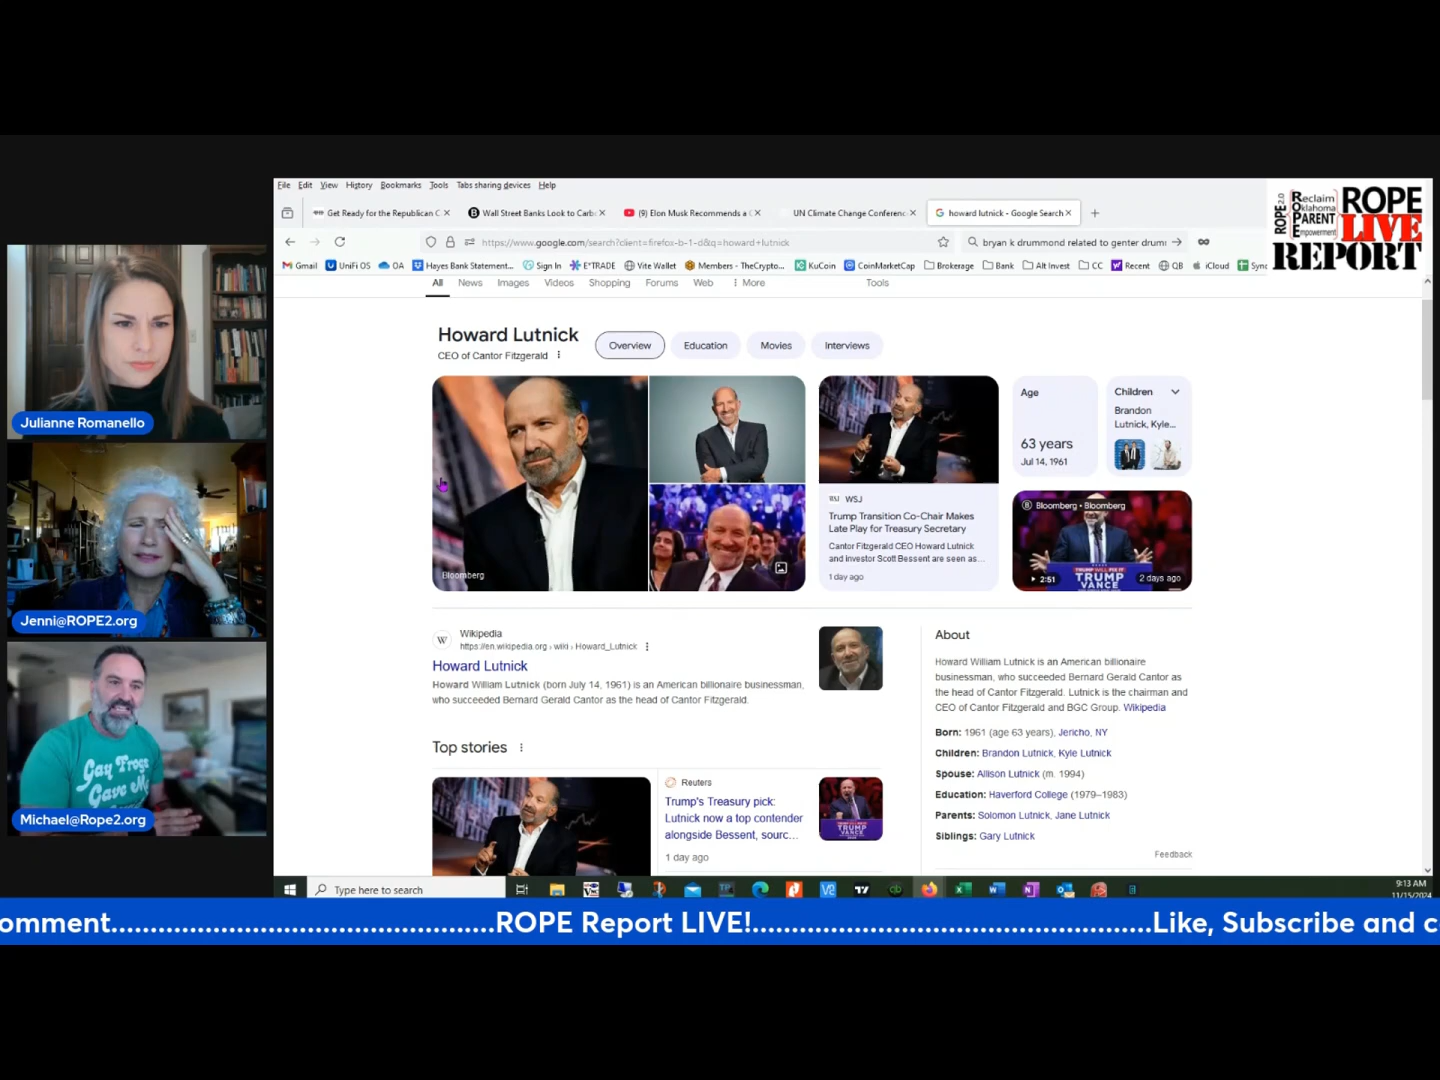 File Edit View History Bookmarks Tools Tabs sharing devices Help
Get Ready for the Republican C
Wall Street Banks Look to Carbo
(9) Elon Musk Recommends a
UN Climate Change Conferenc
howard lutnick - Google Search
https://www.google.com/search?client=firefox-b-1-d&q=howard+lutnick
bryan k drummond related to genter drumm
Gmail UniFi OS OA Hayes Bank Statement... Sign In E*TRADE Vite Wallet Members - TheCrypto... KuCoin CoinMarketCap Brokerage Bank Alt Invest CC Recent QB iCloud Sync
ROPE 2.0
Reclaim
Oklahoma
PARENT
Empowerment
ROPE
LIVE
REPORT
All News Images Videos Shopping Forums Web More Tools
Howard Lutnick
CEO of Cantor Fitzgerald
Overview Education Movies Interviews
Bloomberg
WSJ
Trump Transition Co-Chair Makes
Late Play for Treasury Secretary
Cantor Fitzgerald CEO Howard Lutnick
and investor Scott Bessent are seen as...
1 day ago
Age
63 years
Jul 14, 1961
Children
Brandon
Lutnick, Kyle...
Bloomberg • Bloomberg
TRUMP
VANCE
2:51
2 days ago
Wikipedia
https://en.wikipedia.org › wiki › Howard_Lutnick
Howard Lutnick
Howard William Lutnick (born July 14, 1961) is an American billionaire businessman,
who succeeded Bernard Gerald Cantor as the head of Cantor Fitzgerald.
Top stories
Reuters
Trump's Treasury pick:
Lutnick now a top contender
alongside Bessent, sourc...
1 day ago
TRUMP
VANCE
About
Howard William Lutnick is an American billionaire
businessman, who succeeded Bernard Gerald Cantor as
the head of Cantor Fitzgerald. Lutnick is the chairman and
CEO of Cantor Fitzgerald and BGC Group. Wikipedia
Born: 1961 (age 63 years), Jericho, NY
Children: Brandon Lutnick, Kyle Lutnick
Spouse: Allison Lutnick (m. 1994)
Education: Haverford College (1979–1983)
Parents: Solomon Lutnick, Jane Lutnick
Siblings: Gary Lutnick
Feedback
Julianne Romanello
Jenni@ROPE2.org
Gay Frogs
Gave Me
Michael@Rope2.org
Type here to search
9:13 AM
11/15/2024
omment................................................ROPE Report LIVE!..................................................Like, Subscribe and c